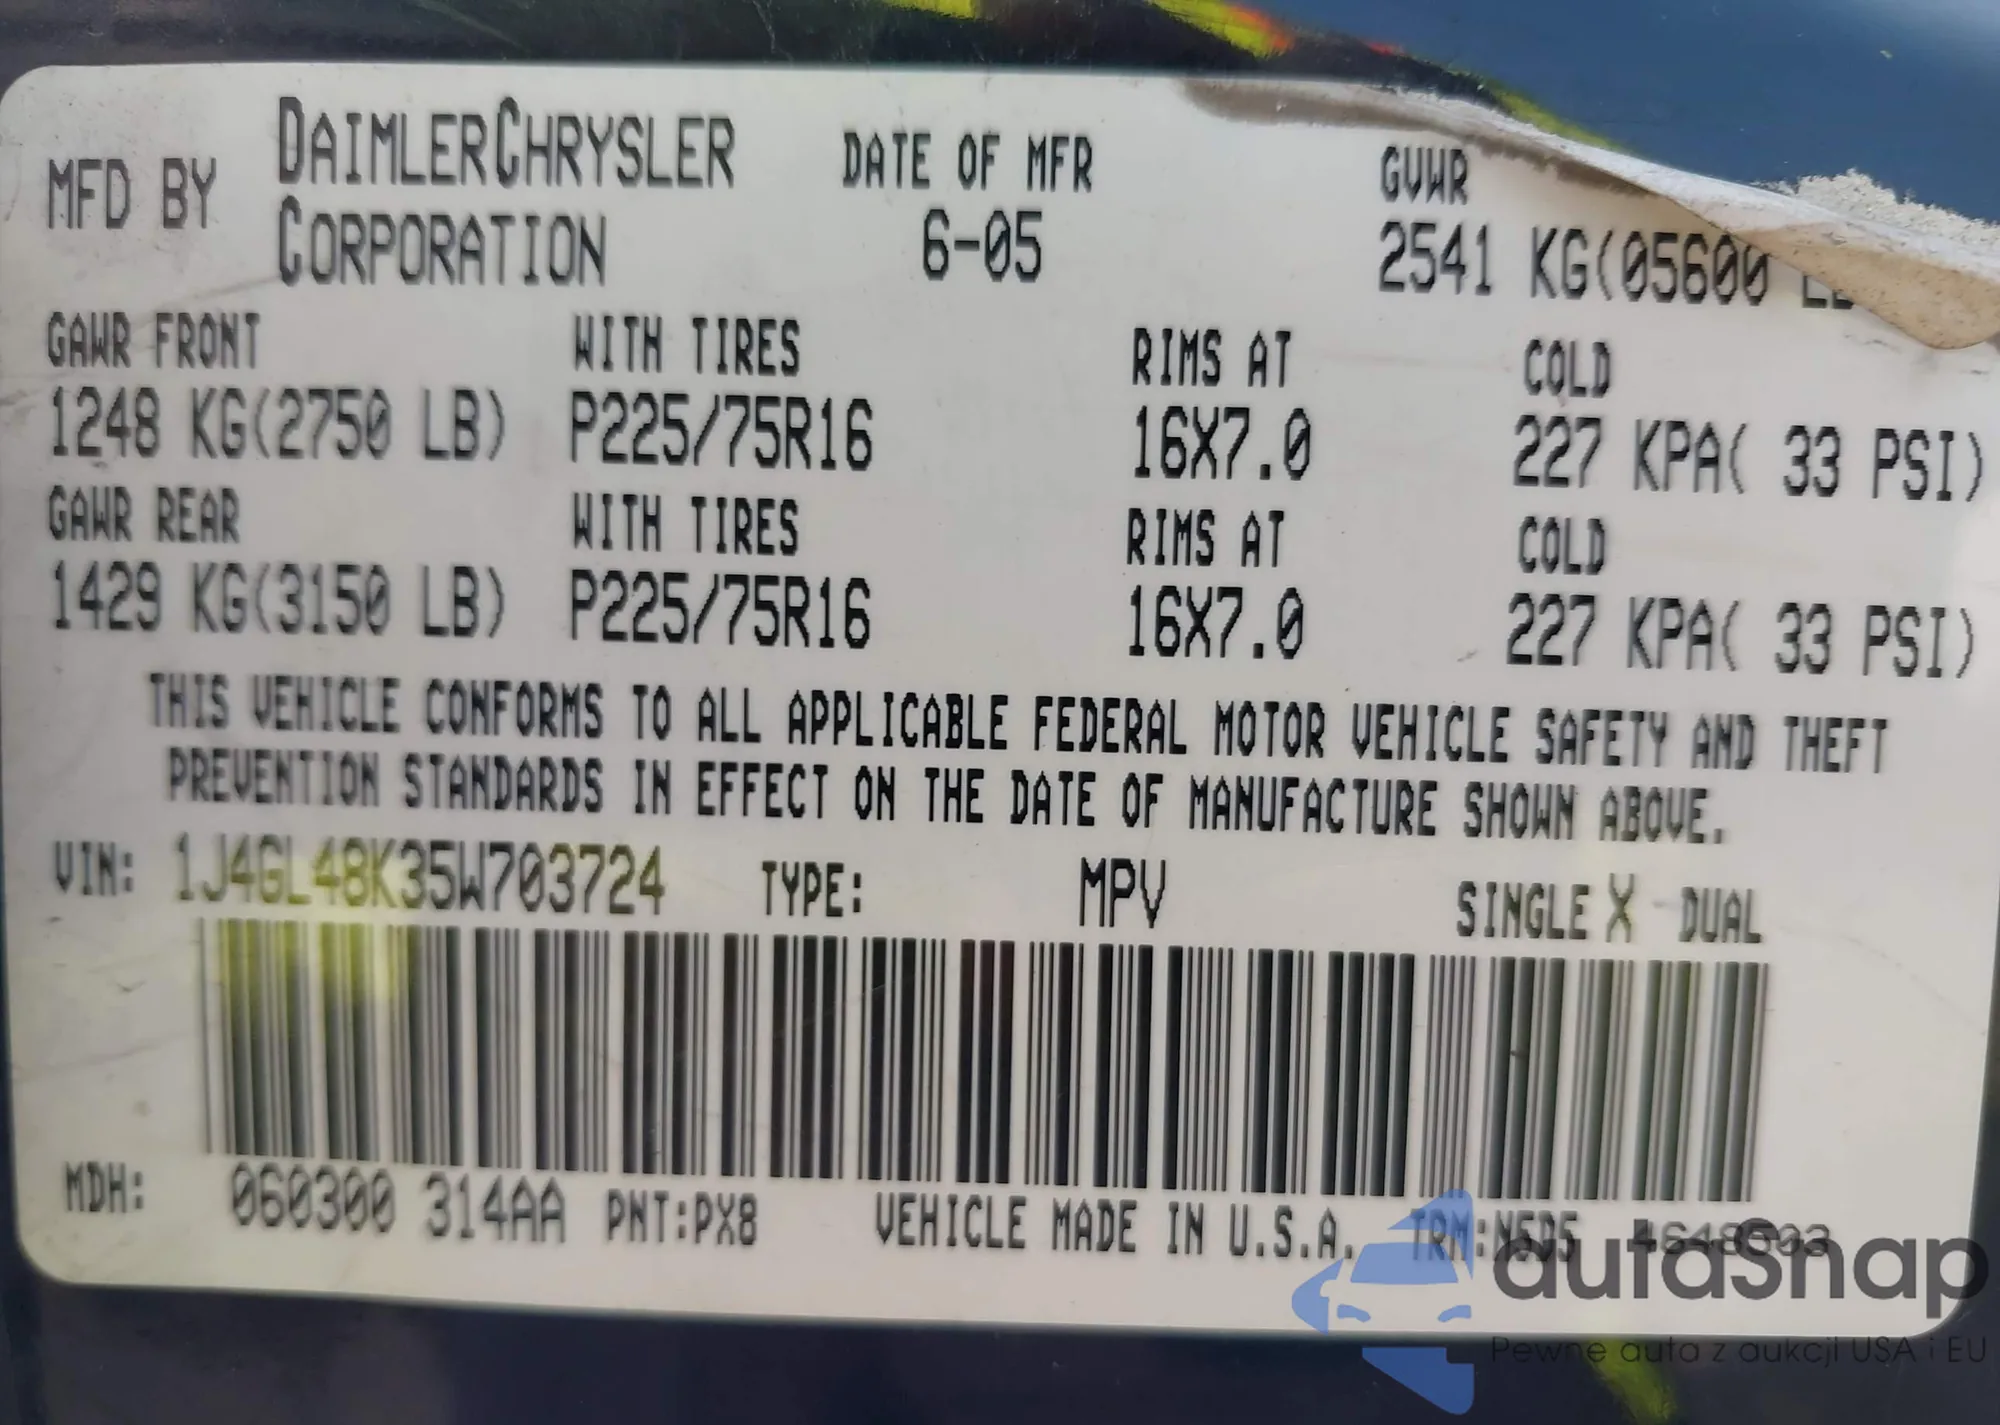 MFD BY DAIMLERCHRYSLER CORPORATION DATE OF MFR 6-05 GVWR
2541 KG(05600
GAWR FRONT WITH TIRES RIMS AT COLD
1248 KG(2750 LB) P225/75R16 16X7.0 227 KPA( 33 PSI)
GAWR REAR WITH TIRES RIMS AT COLD
1429 KG(3150 LB) P225/75R16 16X7.0 227 KPA( 33 PSI)
THIS VEHICLE CONFORMS TO ALL APPLICABLE FEDERAL MOTOR VEHICLE SAFETY AND THEFT
PREVENTION STANDARDS IN EFFECT ON THE DATE OF MANUFACTURE SHOWN ABOVE.
VIN: 1J4GL48K35W703724 TYPE: MPV SINGLE X DUAL
MDH: 060300 314AA PNT:PX8 VEHICLE MADE IN U.S.A. TRM:N5D5
autaSnap
Pewne auta z aukcji USA i EU